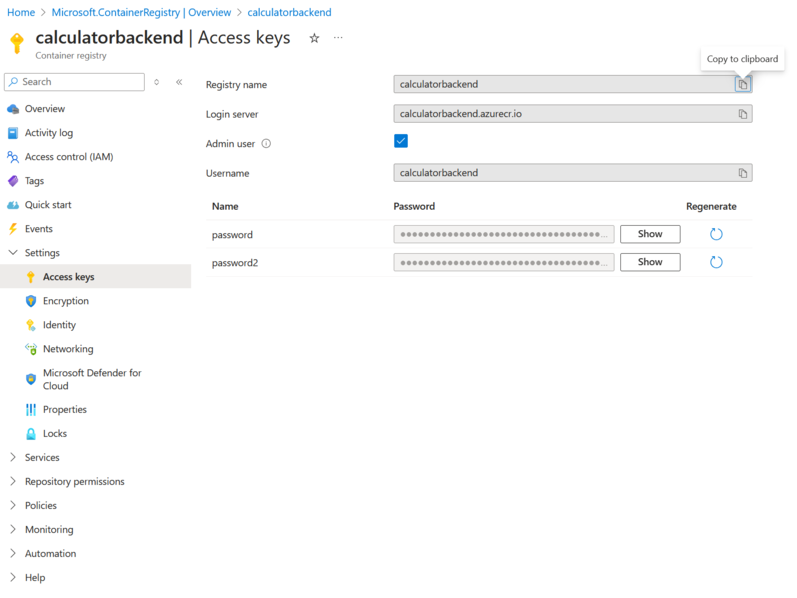 Home > Microsoft.ContainerRegistry | Overview > calculatorbackend
calculatorbackend | Access keys
Container registry
Copy to clipboard
Search
Overview
Activity log
Access control (IAM)
Tags
Quick start
Events
Settings
Access keys
Encryption
Identity
Networking
Microsoft Defender for
Cloud
Properties
Locks
Services
Repository permissions
Policies
Monitoring
Automation
Help
Registry name calculatorbackend
Login server calculatorbackend.azurecr.io
Admin user
Username calculatorbackend
Name Password Regenerate
password Show
password2 Show